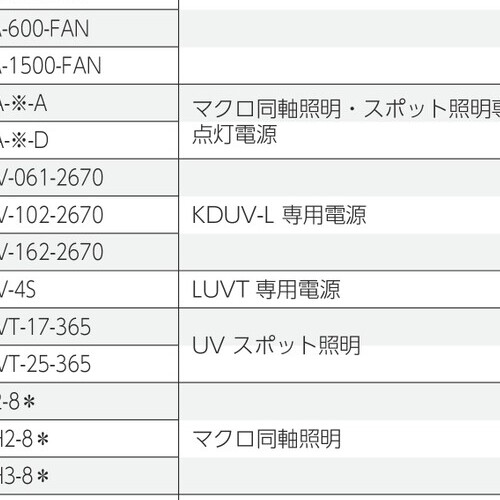 -600-FAN
-1500-FAN
-※-A
マクロ同軸照明・スポット照明専
点灯電源
-※-D
-061-2670
-102-2670
KDUV-L 専用電源
-162-2670
-4S
LUVT 専用電源
VT-17-365
UV スポット照明
VT-25-365
-8＊
H2-8＊
マクロ同軸照明
H3-8＊